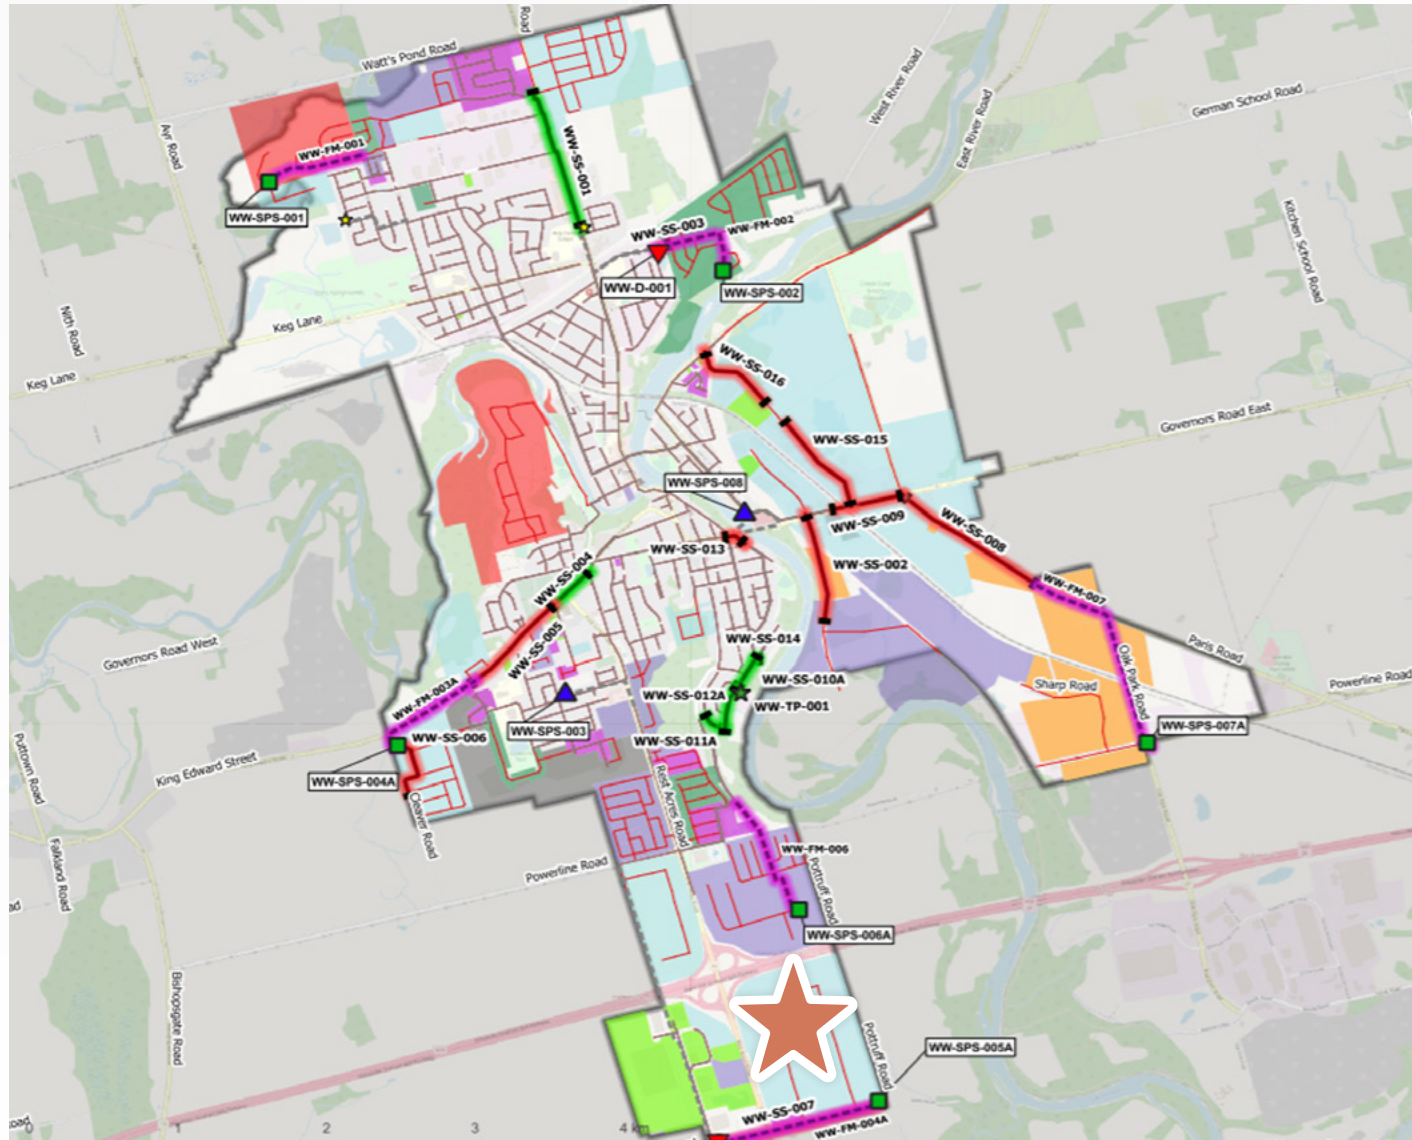 Road
Watt's Pond Road
West River Road
East River Road
German School Road
Ayr Road
WW-FM-001
WW-SS-001
WW-SPS-001
Kitchen School Road
WW-SS-003
WW-FM-002
WW-D-001
WW-SPS-002
Nith Road
Keg Lane
Keg Lane
WW-SS-016
Governors Road East
WW-SS-015
WW-SPS-008
WW-SS-009
WW-SS-008
WW-SS-013
WW-SS-002
WW-SS-004
WW-FM-007
WW-SS-005
Governors Road West
WW-SS-014
Paris Road
Oak Park Road
WW-FM-003A
WW-SS-012A
WW-SS-010A
Sharp Road
Powerline Road
WW-TP-001
WW-SPS-007A
WW-SS-006
WW-SPS-003
WW-SS-011A
Puttown Road
King Edward Street
WW-SPS-004A
Rest Acres Road
Cleaver Road
Falkland Road
WW-FM-006
Powerline Road
Pottruff Road
ad
WW-SPS-006A
Bishopsgate Road
Pottruff Road
WW-SPS-005A
WW-SS-007
WW-FM-004A
oad
0 1 2 3 4 km